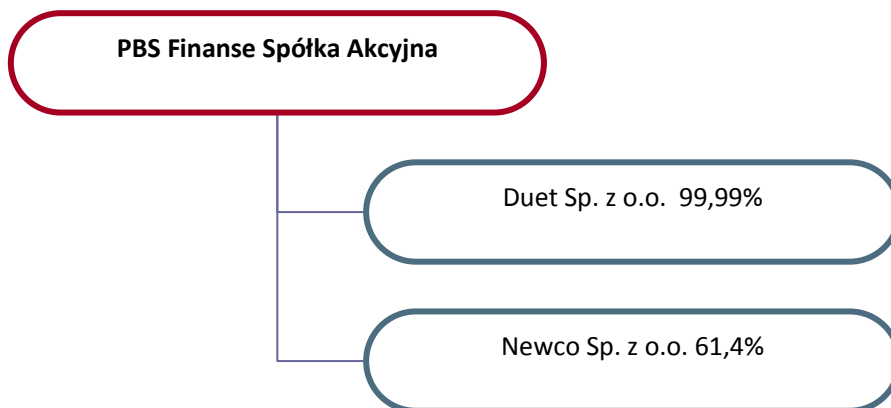 PBS Finanse Spółka Akcyjna
Duet Sp. z o.o.  99,99%
Newco Sp. z o.o. 61,4%